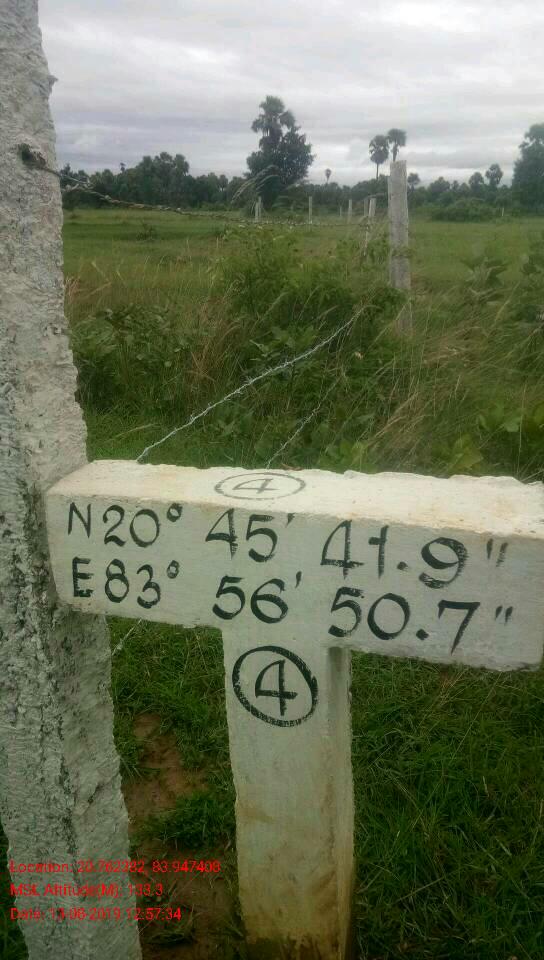 4
N20° 45' 41.9"
E83° 56' 50.7"
4
Location: 20.762382, 83.947408
MSL Altitude(M): 133.3
Date: 13-08-2019 12:57:34